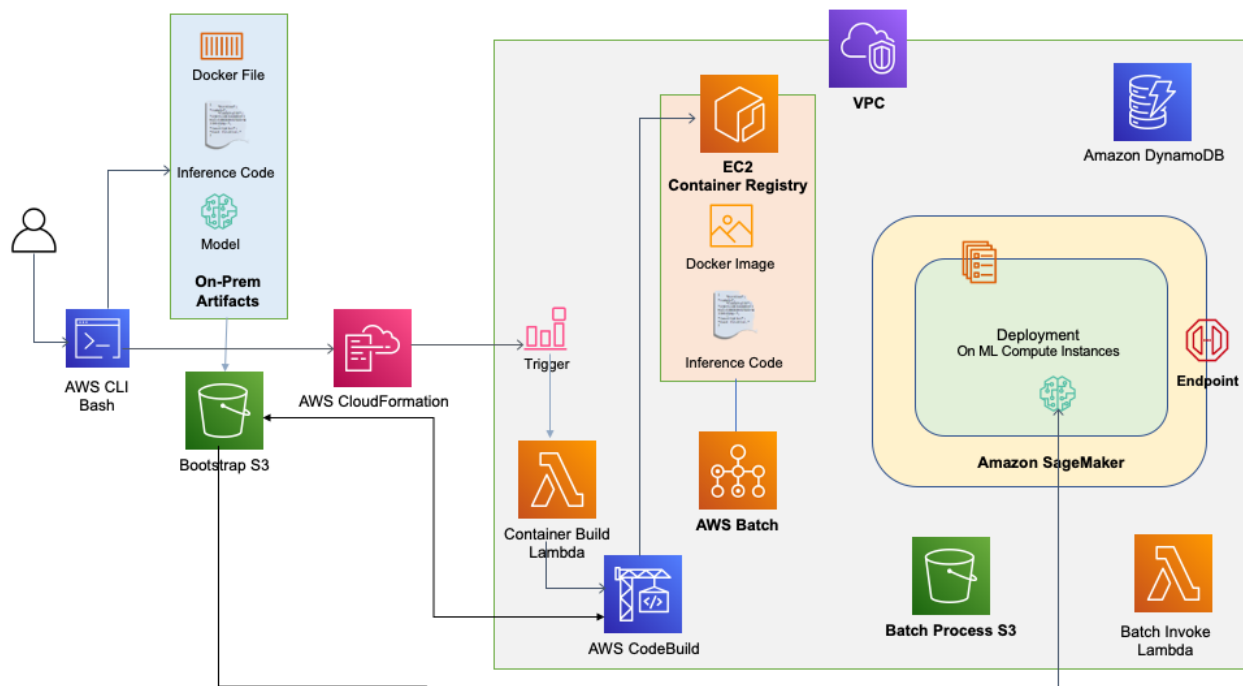 Docker File
Inference Code
Model
On-Prem
Artifacts
AWS CLI
Bash
Bootstrap S3
AWS CloudFormation
Trigger
Container Build
Lambda
AWS CodeBuild
EC2
Container Registry
Docker Image
Inference Code
AWS Batch
VPC
Amazon DynamoDB
Deployment
On ML Compute Instances
Endpoint
Amazon SageMaker
Batch Process S3
Batch Invoke
Lambda